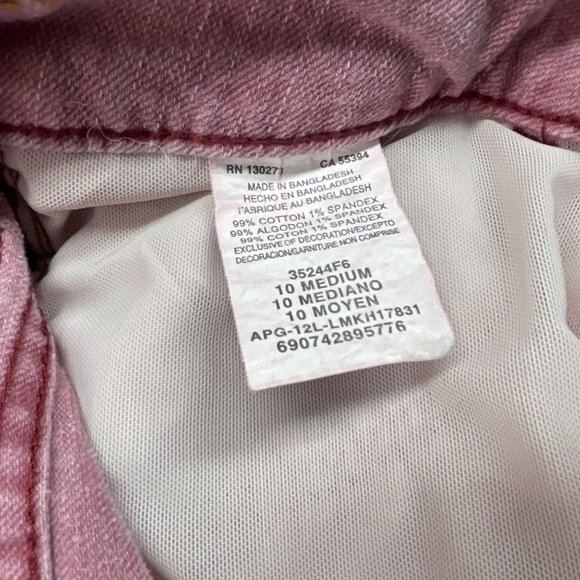 RN 130273 CA 55394
MADE IN BANGLADESH
HECHO EN BANGLADESH
FABRIQUE AU BANGLADESH
99% COTTON 1% SPANDEX
99% ALGODON 1% SPANDEX
99% COTON 1% SPANDEX
EXCLUSIVE OF DECORATION/EXCEPTO
DECORACION/GARNITURE NON COMPRISE
35244F6
10 MEDIUM
10 MEDIANO
10 MOYEN
APG-12L-LMKH17831
690742895776